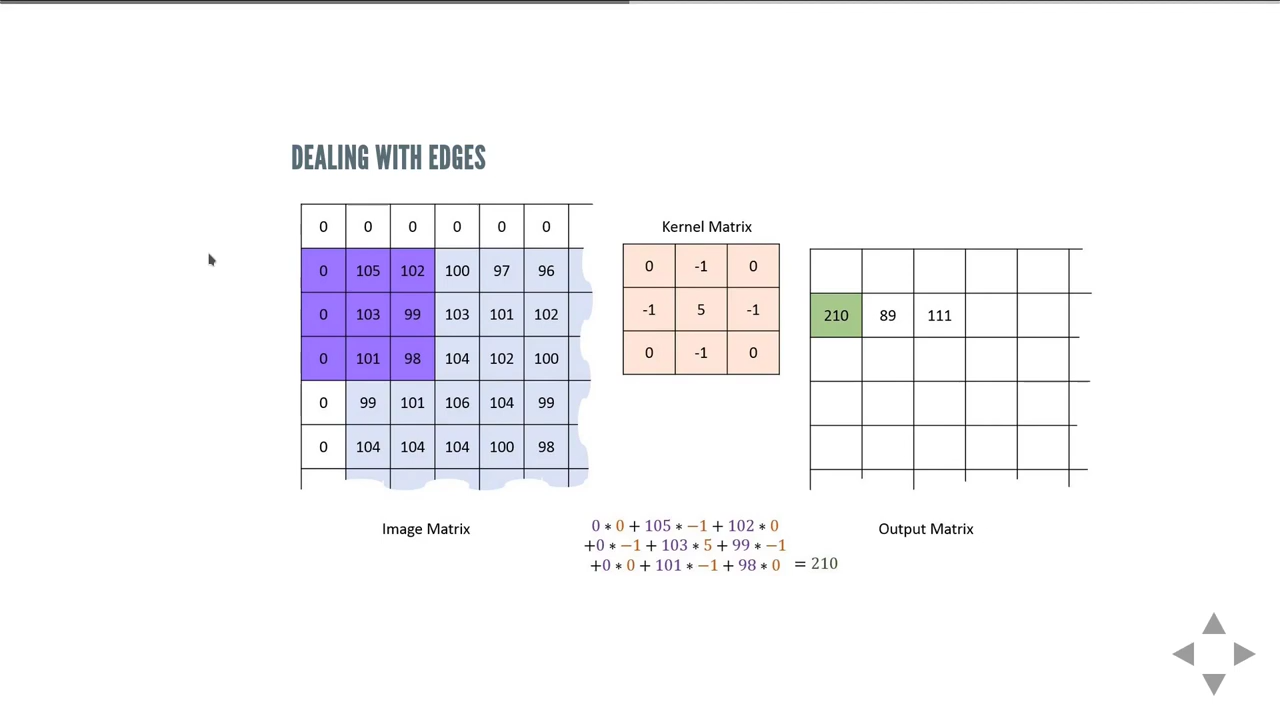 DEALING WITH EDGES
Kernel Matrix
0 0 0 0 0 0
0 105 102 100 97 96
0 103 99 103 101 102
0 101 98 104 102 100
0 99 101 106 104 99
0 104 104 104 100 98
0 -1 0
-1 5 -1
0 -1 0
210 89 111
Image Matrix
Output Matrix
0 * 0 + 105 * −1 + 102 * 0
+0 * −1 + 103 * 5 + 99 * −1
+0 * 0 + 101 * −1 + 98 * 0 = 210